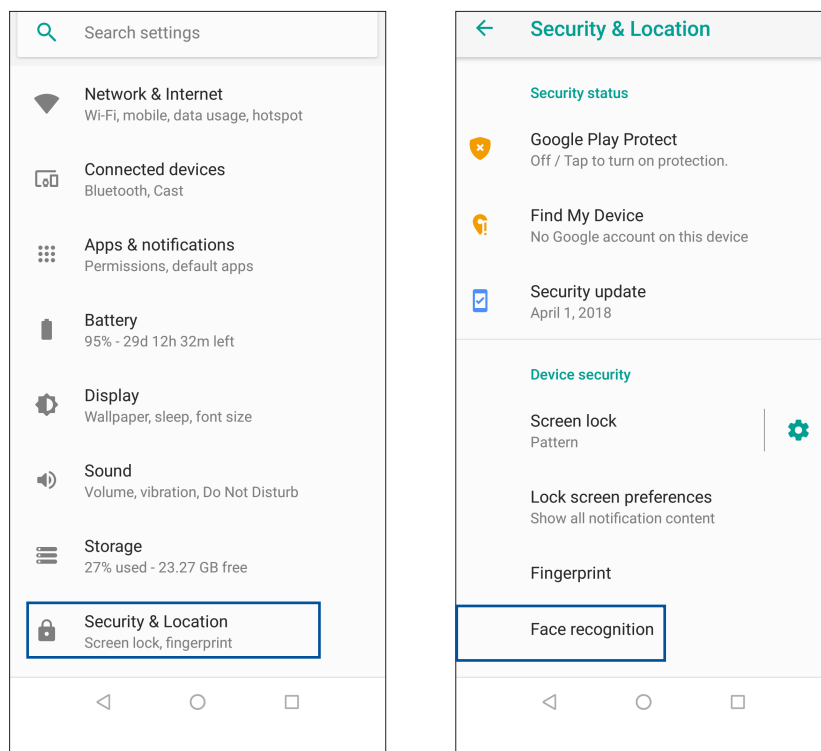 Search settings
Network & Internet
Wi-Fi, mobile, data usage, hotspot
Connected devices
Bluetooth, Cast
Apps & notifications
Permissions, default apps
Battery
95% - 29d 12h 32m left
Display
Wallpaper, sleep, font size
Sound
Volume, vibration, Do Not Disturb
Storage
27% used - 23.27 GB free
Security & Location
Screen lock, fingerprint
Security & Location
Security status
Google Play Protect
Off / Tap to turn on protection.
Find My Device
No Google account on this device
Security update
April 1, 2018
Device security
Screen lock
Pattern
Lock screen preferences
Show all notification content
Fingerprint
Face recognition